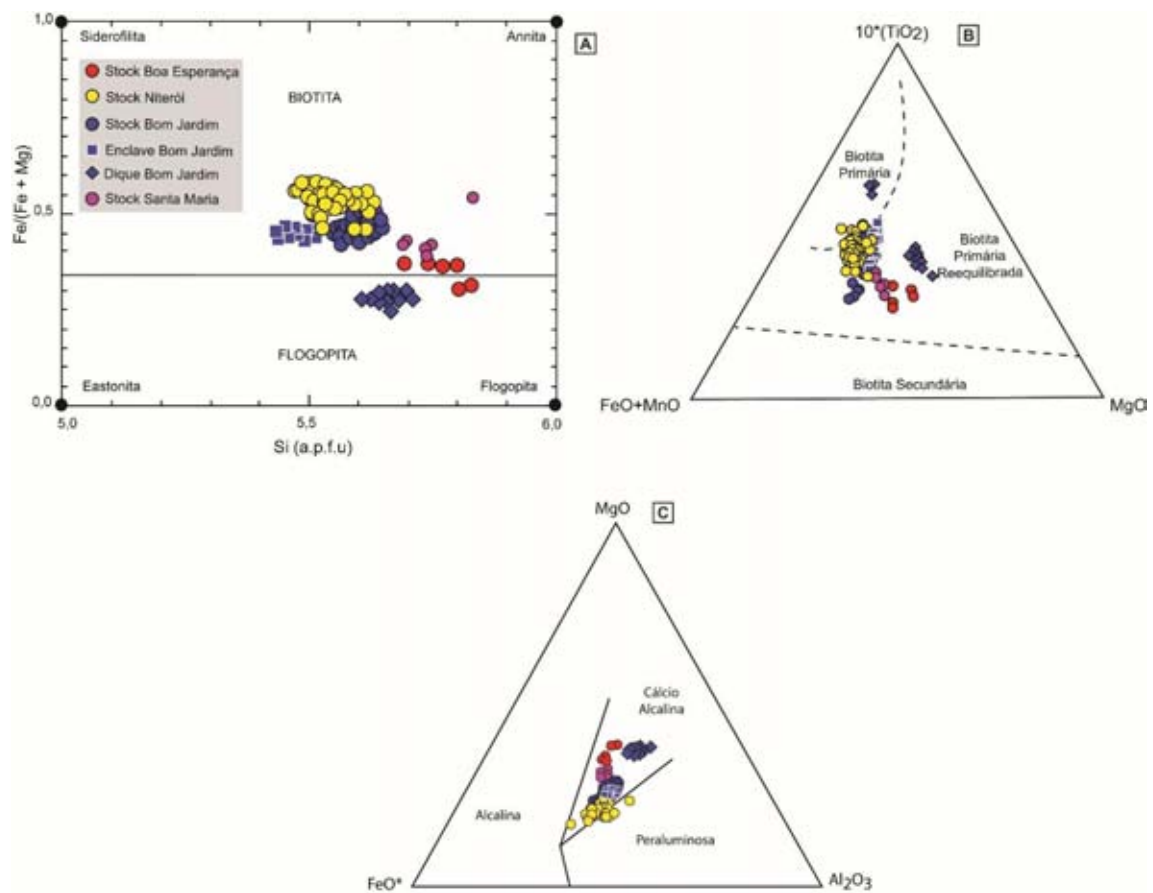 1,0
Siderofilita
Annita
A
Stock Boa Esperança
Stock Niterói
Stock Bom Jardim
Enclave Bom Jardim
Dique Bom Jardim
Stock Santa Maria
BIOTITA
Fe/(Fe + Mg)
0,5
FLOGOPITA
Eastonita
Flogopita
0,0
5,0
5,5
6,0
Si (a.p.f.u)
10*(TiO2)
B
Biotita
Primária
Biotita
Primária
Reequilibrada
Biotita Secundária
FeO+MnO
MgO
MgO
C
Cálcio
Alcalina
Alcalina
Peraluminosa
FeO*
Al2O3